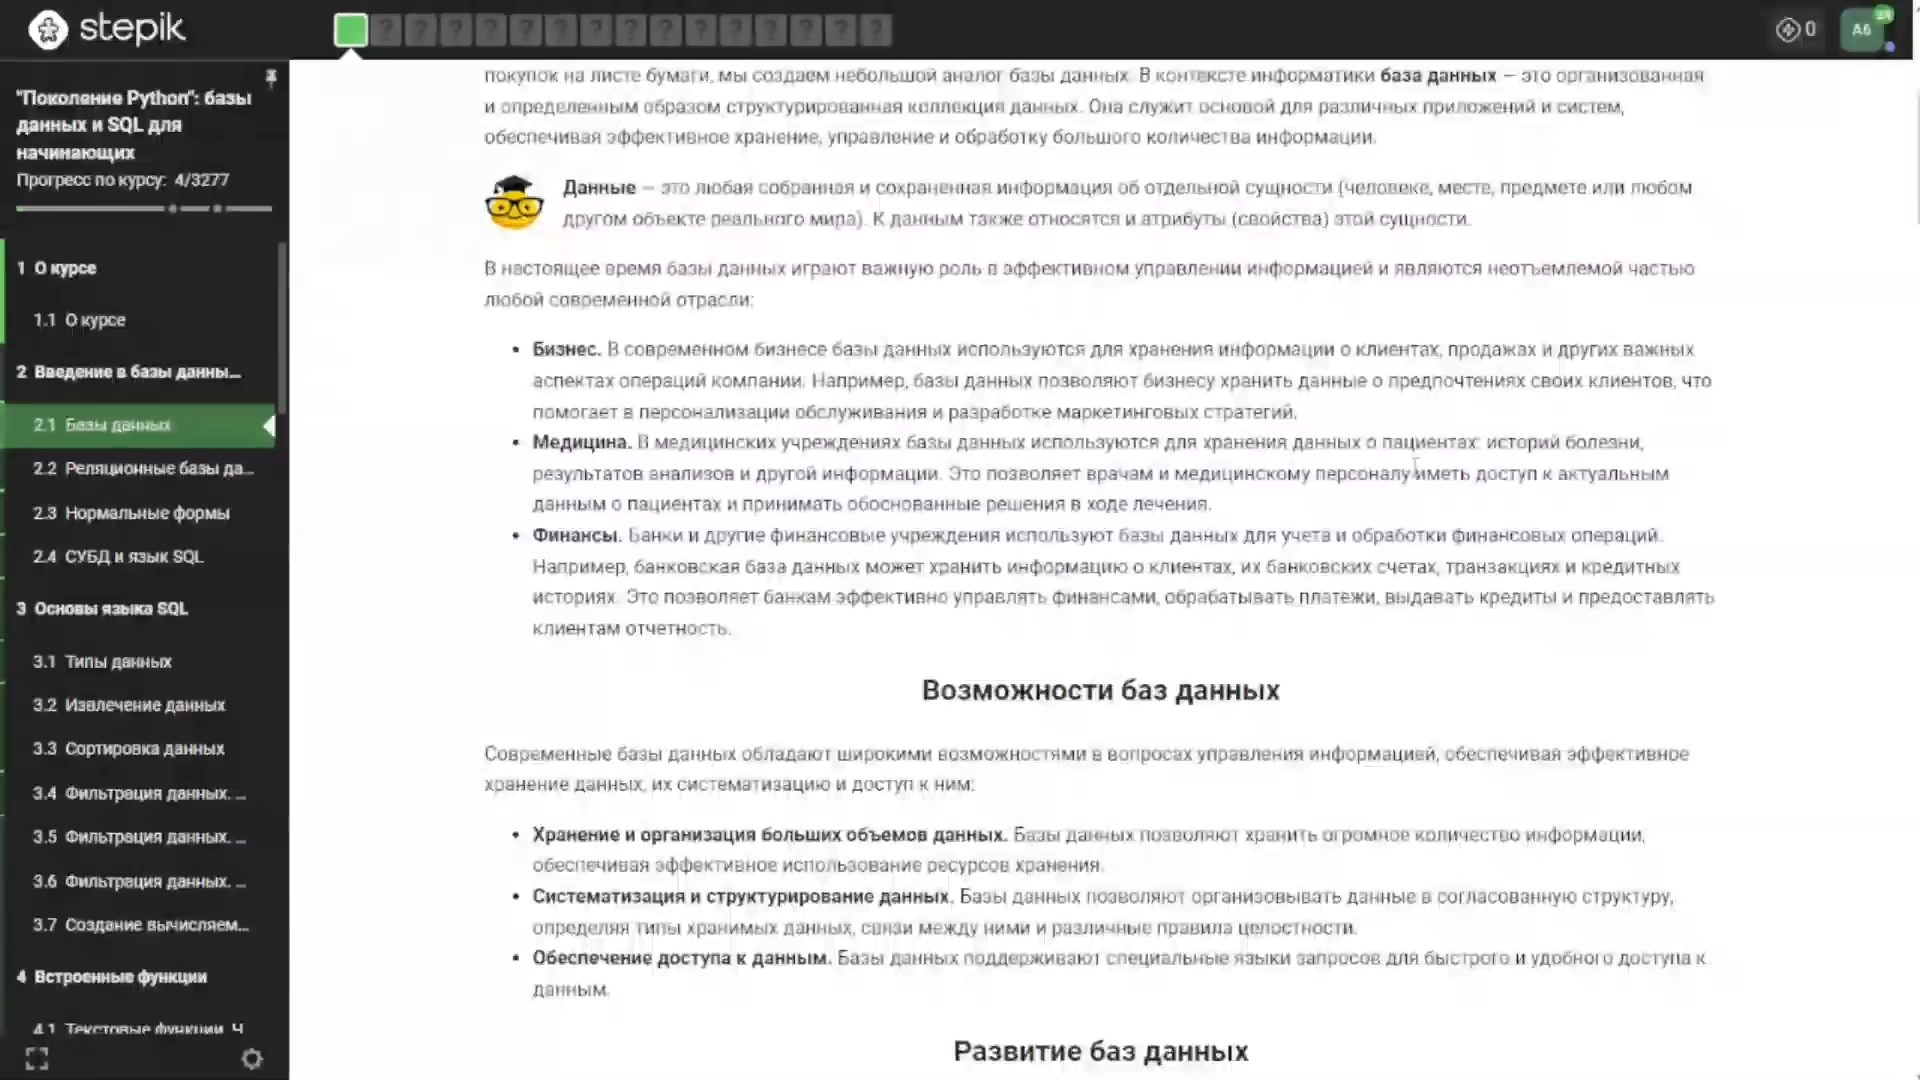 stepik
? ? ? ? ? ? ? ? ? ? ? ? ? ? ?
0
24
A6
"Поколение Python": базы
данных и SQL для
начинающих
Прогресс по курсу: 4/3277
1 О курсе
1.1 О курсе
2 Введение в базы данны...
2.1 Базы данных
2.2 Реляционные базы да...
2.3 Нормальные формы
2.4 СУБД и язык SQL
3 Основы языка SQL
3.1 Типы данных
3.2 Извлечение данных
3.3 Сортировка данных
3.4 Фильтрация данных. ...
3.5 Фильтрация данных. ...
3.6 Фильтрация данных. ...
3.7 Создание вычисляем...
4 Встроенные функции
4.1 Текстовые функции. Ч
покупок на листе бумаги, мы создаем небольшой аналог базы данных. В контексте информатики база данных — это организованная
и определенным образом структурированная коллекция данных. Она служит основой для различных приложений и систем,
обеспечивая эффективное хранение, управление и обработку большого количества информации.
Данные — это любая собранная и сохраненная информация об отдельной сущности (человеке, месте, предмете или любом
другом объекте реального мира). К данным также относятся и атрибуты (свойства) этой сущности.
В настоящее время базы данных играют важную роль в эффективном управлении информацией и являются неотъемлемой частью
любой современной отрасли:
• Бизнес. В современном бизнесе базы данных используются для хранения информации о клиентах, продажах и других важных
аспектах операций компании. Например, базы данных позволяют бизнесу хранить данные о предпочтениях своих клиентов, что
помогает в персонализации обслуживания и разработке маркетинговых стратегий.
• Медицина. В медицинских учреждениях базы данных используются для хранения данных о пациентах: историй болезни,
результатов анализов и другой информации. Это позволяет врачам и медицинскому персоналу иметь доступ к актуальным
данным о пациентах и принимать обоснованные решения в ходе лечения.
• Финансы. Банки и другие финансовые учреждения используют базы данных для учета и обработки финансовых операций.
Например, банковская база данных может хранить информацию о клиентах, их банковских счетах, транзакциях и кредитных
историях. Это позволяет банкам эффективно управлять финансами, обрабатывать платежи, выдавать кредиты и предоставлять
клиентам отчетность.
Возможности баз данных
Современные базы данных обладают широкими возможностями в вопросах управления информацией, обеспечивая эффективное
хранение данных, их систематизацию и доступ к ним:
• Хранение и организация больших объемов данных. Базы данных позволяют хранить огромное количество информации,
обеспечивая эффективное использование ресурсов хранения.
• Систематизация и структурирование данных. Базы данных позволяют организовывать данные в согласованную структуру,
определяя типы хранимых данных, связи между ними и различные правила целостности.
• Обеспечение доступа к данным. Базы данных поддерживают специальные языки запросов для быстрого и удобного доступа к
данным.
Развитие баз данных